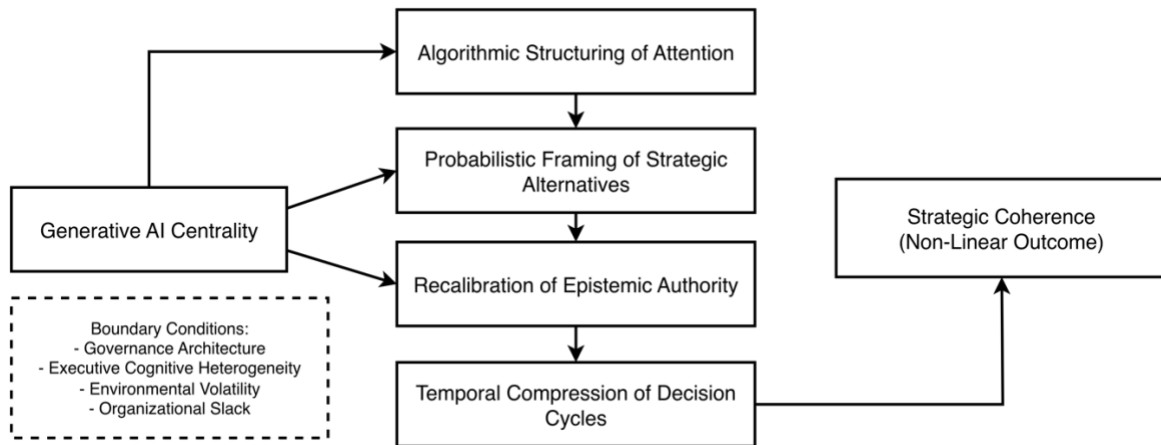 Algorithmic Structuring of Attention
Probabilistic Framing of Strategic
Alternatives
Generative AI Centrality
Strategic Coherence
(Non-Linear Outcome)
Recalibration of Epistemic Authority
Boundary Conditions:
- Governance Architecture
- Executive Cognitive Heterogeneity
- Environmental Volatility
- Organizational Slack
Temporal Compression of Decision
Cycles